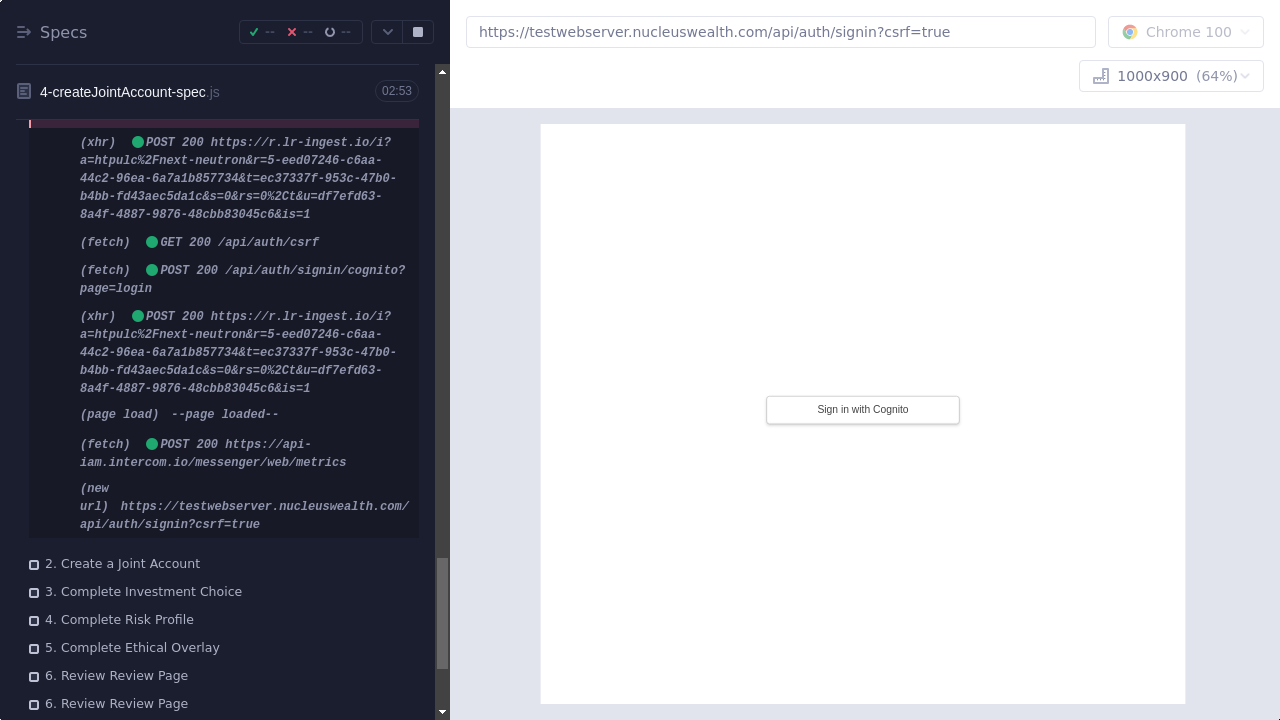 Specs
-- -- --
4-createJointAccount-spec.js
02:53
(xhr) POST 200 https://r.lr-ingest.io/i?
a=htpulc%2Fnext-neutron&r=5-eed07246-c6aa-
44c2-96ea-6a7a1b857734&t=ec37337f-953c-47b0-
b4bb-fd43aec5da1c&s=0&rs=0%2Ct&u=df7efd63-
8a4f-4887-9876-48cbb83045c6&is=1
(fetch) GET 200 /api/auth/csrf
(fetch) POST 200 /api/auth/signin/cognito?
page=login
(xhr) POST 200 https://r.lr-ingest.io/i?
a=htpulc%2Fnext-neutron&r=5-eed07246-c6aa-
44c2-96ea-6a7a1b857734&t=ec37337f-953c-47b0-
b4bb-fd43aec5da1c&s=0&rs=0%2Ct&u=df7efd63-
8a4f-4887-9876-48cbb83045c6&is=1
(page load) --page loaded--
(fetch) POST 200 https://api-
iam.intercom.io/messenger/web/metrics
(new
url) https://testwebserver.nucleuswealth.com/
api/auth/signin?csrf=true
2. Create a Joint Account
3. Complete Investment Choice
4. Complete Risk Profile
5. Complete Ethical Overlay
6. Review Review Page
6. Review Review Page
https://testwebserver.nucleuswealth.com/api/auth/signin?csrf=true
Chrome 100
1000x900 (64%)
Sign in with Cognito